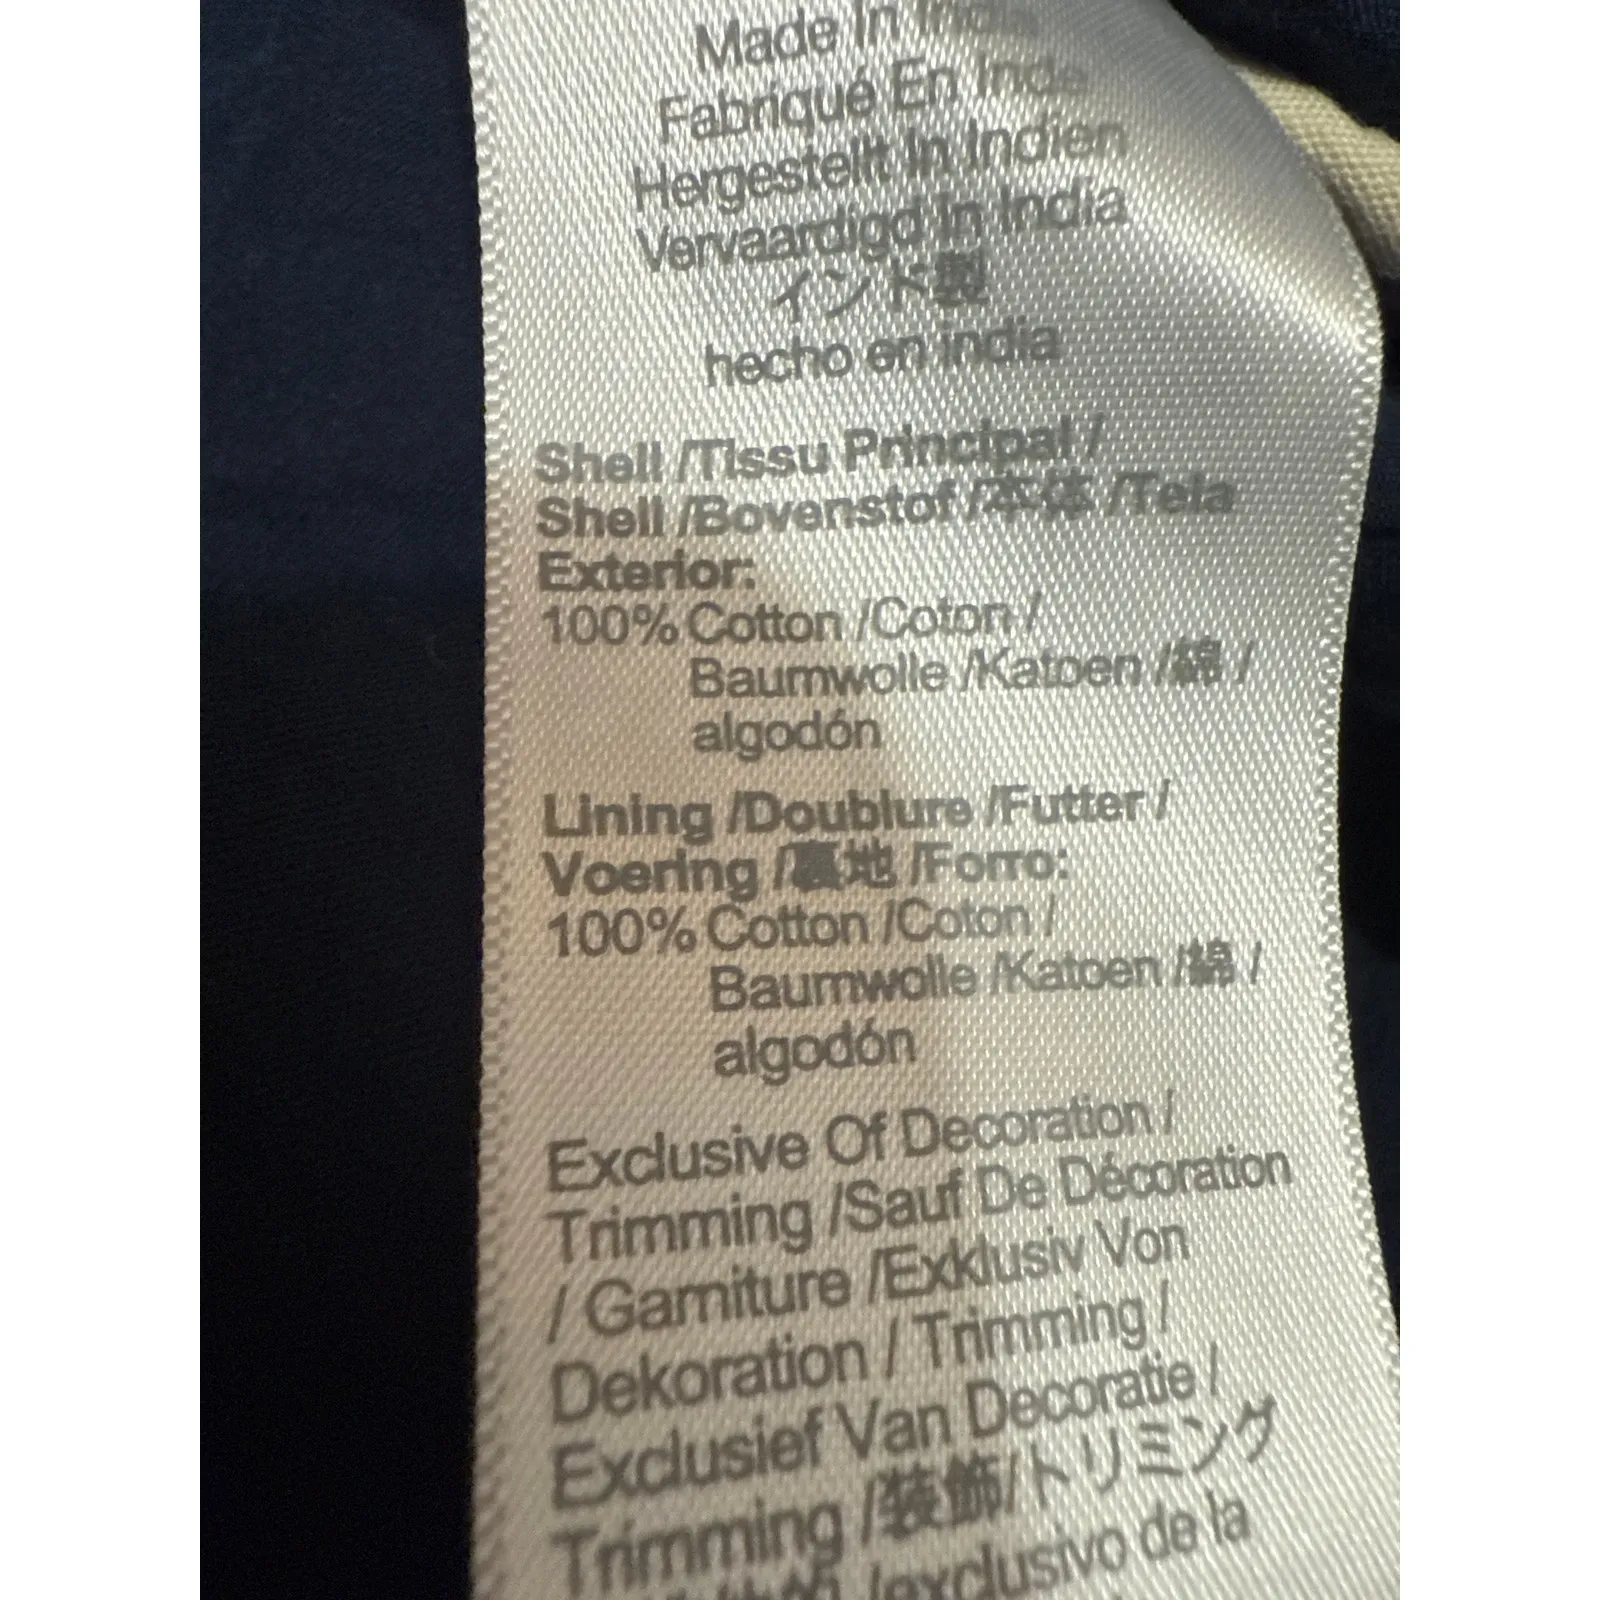 Made In India
Fabriqué En Inde
Hergestellt In Indien
Vervaardigd In India
インド製
hecho en india
Shell /Tissu Principal /
Shell /Bovenstof /本体 /Tela
Exterior:
100% Cotton /Coton /
Baumwolle /Katoen /綿 /
algodón
Lining /Doublure /Futter /
Voering /裏地 /Forro:
100% Cotton /Coton /
Baumwolle /Katoen /綿 /
algodón
Exclusive Of Decoration /
Trimming /Sauf De Décoration
/ Garniture /Exklusiv Von
Dekoration / Trimming /
Exclusief Van Decoratie /
Trimming /装飾/トリミング
/exclusivo de la